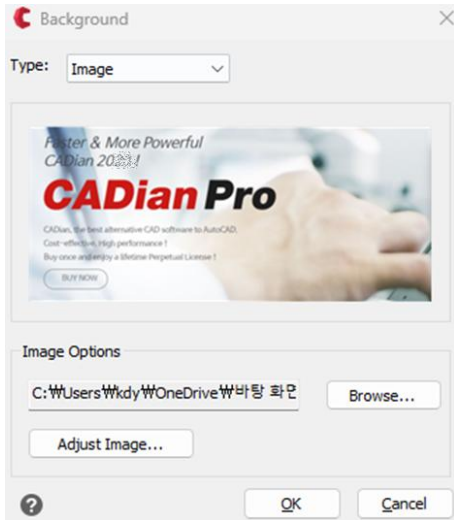 Background
Type:
Image
Faster & More Powerful
CADian
CADian Pro
CADian, the best alternative CAD software to AutoCAD.
Cost-effective, High performance !
Buy once and enjoy a lifetime Perpetual License !
BUY NOW
Image Options
C:₩Users₩kdy₩OneDrive₩바탕 화면
Browse...
Adjust Image...
OK
Cancel